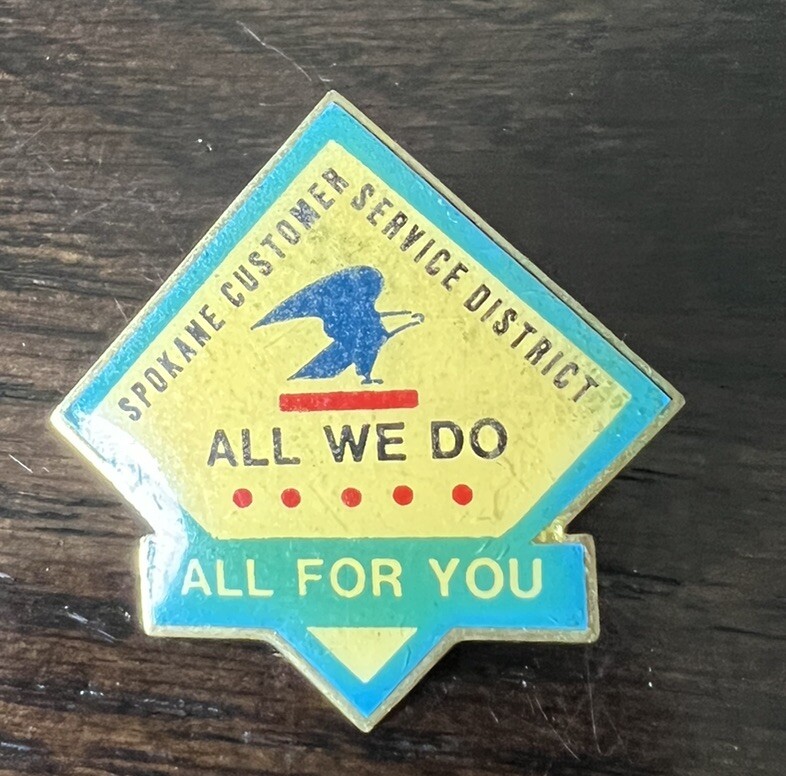 SPOKANE CUSTOMER
SERVICE DISTRICT
ALL WE DO
ALL FOR YOU